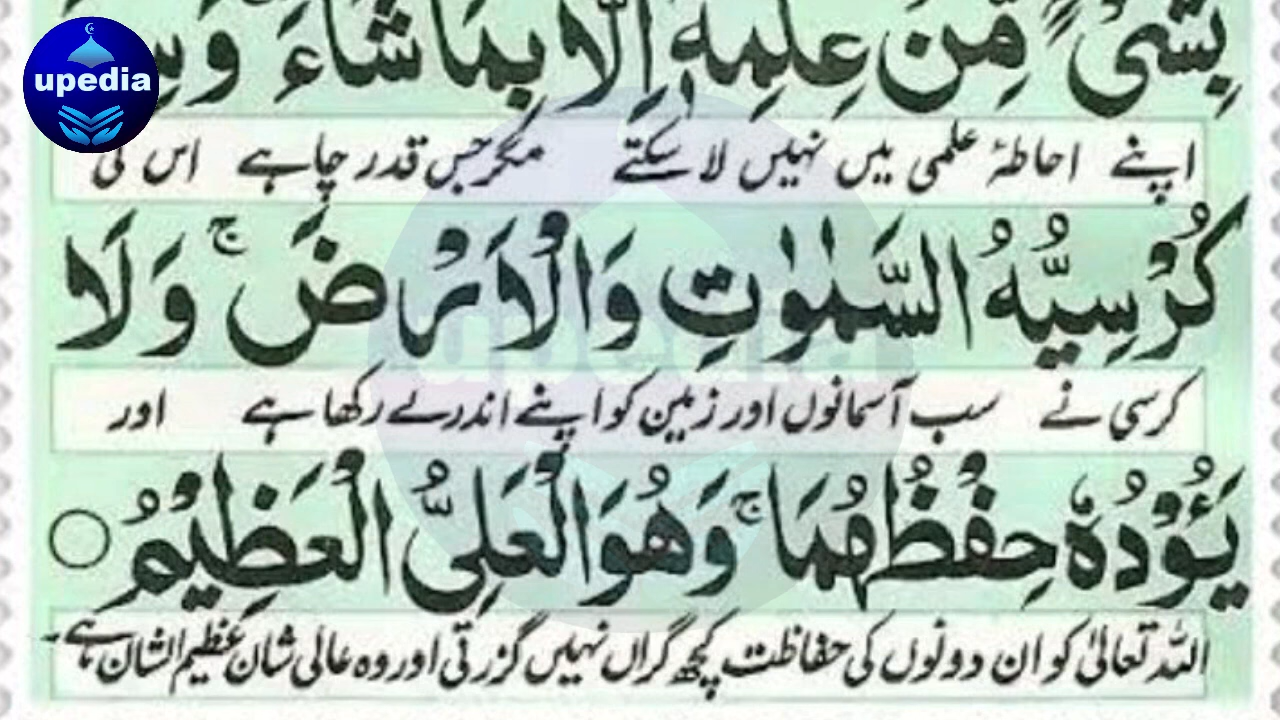 upedia
بِشَیْءٍ مِّنْ عِلْمِهٖۤ اِلَّا بِمَا شَآءَ ۚ وَسِعَ
اپنے احاطۂ علمی میں نہیں لا سکتے مگر جس قدر چاہے اس کی
کُرْسِیُّهُ السَّمٰوٰتِ وَالْاَرْضَ ۚ وَلَا
کرسی نے سب آسمانوں اور زمین کو اپنے اندر لے رکھا ہے اور
یَـُٔوْدُهٗ حِفْظُهُمَا ۚ وَهُوَ الْعَلِیُّ الْعَظِیْمُ
اللہ تعالیٰ کو ان دونوں کی حفاظت کچھ گراں نہیں گزرتی اور وہ عالی شان عظیم الشان ہے۔